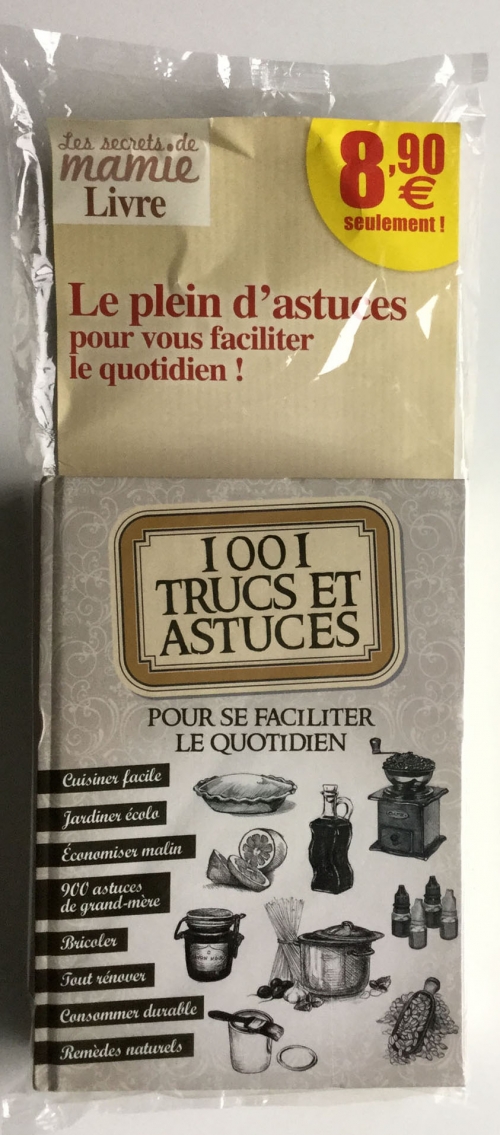 Les secrets de
mamie
Livre
8,90
€
seulement !
Le plein d'astuces
pour vous faciliter
le quotidien !
1001
TRUCS ET
ASTUCES
POUR SE FACILITER
LE QUOTIDIEN
Cuisiner facile
Jardiner écolo
Économiser malin
900 astuces
de grand-mère
Bricoler
Tout rénover
Consommer durable
Remèdes naturels